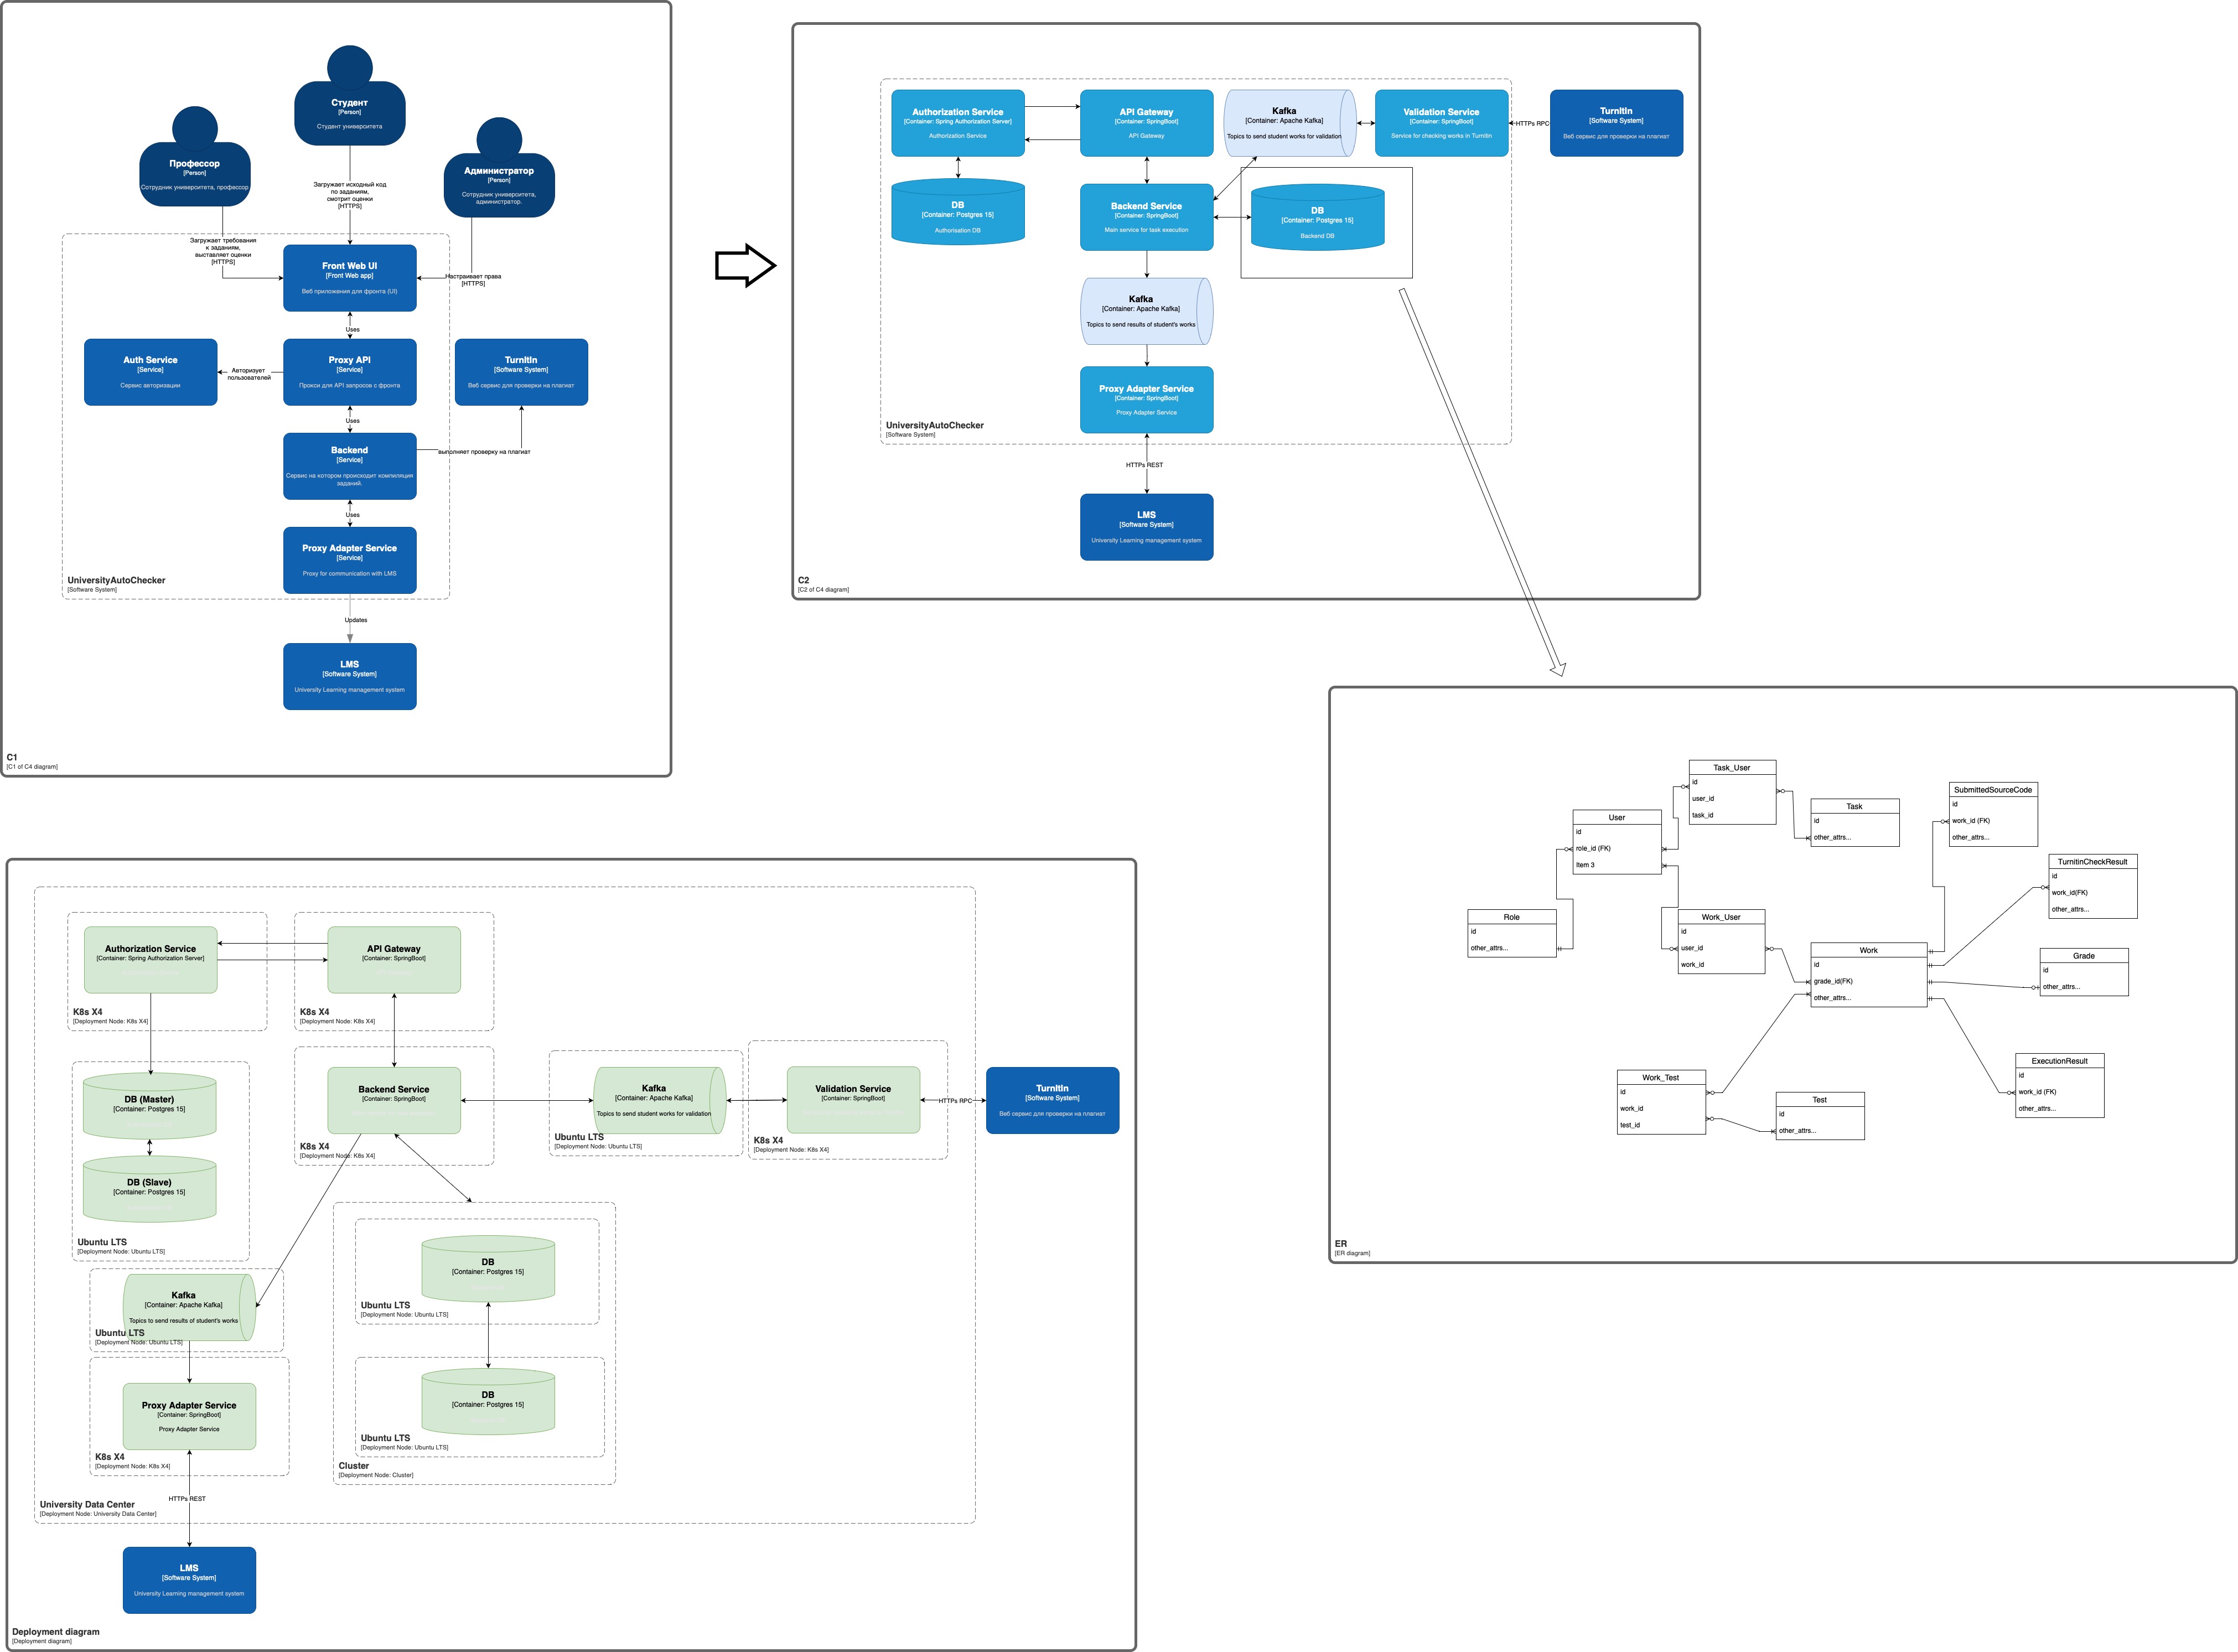 Студент
[Person]
Студент университета
Профессор
[Person]
Сотрудник университета, профессор
Администратор
[Person]
Сотрудник университета,
администратор.
Загружает исходный код
по заданиям,
смотрит оценки
[HTTPS]
Загружает требования
к заданиям,
выставляет оценки
[HTTPS]
Настраивает права
[HTTPS]
Front Web UI
[Front Web app]
Веб приложения для фронта (UI)
Uses
Auth Service
[Service]
Сервис авторизации
Авторизует
пользователей
Proxy API
[Service]
Прокси для API запросов с фронта
TurnItIn
[Software System]
Веб сервис для проверки на плагиат
Uses
Backend
[Service]
Сервис на котором происходит компиляция
заданий.
выполняет проверку на плагиат
Uses
Proxy Adapter Service
[Service]
Proxy for communication with LMS
UniversityAutoChecker
[Software System]
Updates
LMS
[Software System]
University Learning management system
C1
[C1 of C4 diagram]
Authorization Service
[Container: Spring Authorization Server]
Authorization Service
API Gateway
[Container: SpringBoot]
API Gateway
Kafka
[Container: Apache Kafka]
Topics to send student works for validation
Validation Service
[Container: SpringBoot]
Service for checking works in Turnitin
HTTPs RPC
TurnItIn
[Software System]
Веб сервис для проверки на плагиат
DB
[Container: Postgres 15]
Authorisation DB
Backend Service
[Container: SpringBoot]
Main service for task execution
DB
[Container: Postgres 15]
Backend DB
Kafka
[Container: Apache Kafka]
Topics to send results of student's works
Proxy Adapter Service
[Container: SpringBoot]
Proxy Adapter Service
UniversityAutoChecker
[Software System]
HTTPs REST
LMS
[Software System]
University Learning management system
C2
[C2 of C4 diagram]
Task_User
id
user_id
task_id
Task
id
other_attrs...
SubmittedSourceCode
id
work_id (FK)
other_attrs...
User
id
role_id (FK)
Item 3
TurnitinCheckResult
id
work_id(FK)
other_attrs...
Role
id
other_attrs...
Work_User
id
user_id
work_id
Work
id
grade_id(FK)
other_attrs...
Grade
id
other_attrs...
ExecutionResult
id
work_id (FK)
other_attrs...
Work_Test
id
work_id
test_id
Test
id
other_attrs...
ER
[ER diagram]
Authorization Service
[Container: Spring Authorization Server]
K8s X4
[Deployment Node: K8s X4]
API Gateway
[Container: SpringBoot]
K8s X4
[Deployment Node: K8s X4]
DB (Master)
[Container: Postgres 15]
DB (Slave)
[Container: Postgres 15]
Ubuntu LTS
[Deployment Node: Ubuntu LTS]
Backend Service
[Container: SpringBoot]
K8s X4
[Deployment Node: K8s X4]
Kafka
[Container: Apache Kafka]
Topics to send student works for validation
Ubuntu LTS
[Deployment Node: Ubuntu LTS]
Validation Service
[Container: SpringBoot]
K8s X4
[Deployment Node: K8s X4]
HTTPs RPC
TurnItIn
[Software System]
Веб сервис для проверки на плагиат
Kafka
[Container: Apache Kafka]
Topics to send results of student's works
Ubuntu LTS
[Deployment Node: Ubuntu LTS]
DB
[Container: Postgres 15]
Ubuntu LTS
[Deployment Node: Ubuntu LTS]
DB
[Container: Postgres 15]
Ubuntu LTS
[Deployment Node: Ubuntu LTS]
Cluster
[Deployment Node: Cluster]
Proxy Adapter Service
[Container: SpringBoot]
Proxy Adapter Service
K8s X4
[Deployment Node: K8s X4]
HTTPs REST
University Data Center
[Deployment Node: University Data Center]
LMS
[Software System]
University Learning management system
Deployment diagram
[Deployment diagram]